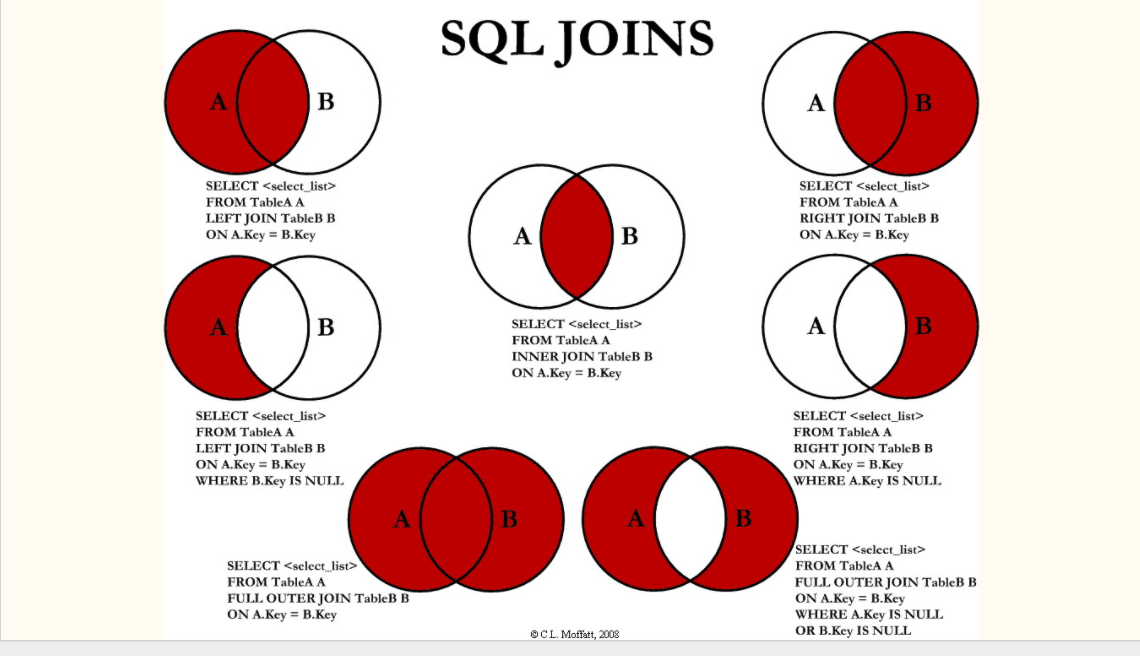 SQL JOINS
A B
SELECT <select_list>
FROM TableA A
LEFT JOIN TableB B
ON A.Key = B.Key
A B
SELECT <select_list>
FROM TableA A
RIGHT JOIN TableB B
ON A.Key = B.Key
A B
SELECT <select_list>
FROM TableA A
INNER JOIN TableB B
ON A.Key = B.Key
A B
SELECT <select_list>
FROM TableA A
LEFT JOIN TableB B
ON A.Key = B.Key
WHERE B.Key IS NULL
A B
SELECT <select_list>
FROM TableA A
RIGHT JOIN TableB B
ON A.Key = B.Key
WHERE A.Key IS NULL
A B
SELECT <select_list>
FROM TableA A
FULL OUTER JOIN TableB B
ON A.Key = B.Key
A B
SELECT <select_list>
FROM TableA A
FULL OUTER JOIN TableB B
ON A.Key = B.Key
WHERE A.Key IS NULL
OR B.Key IS NULL
© C.L. Moffatt, 2008